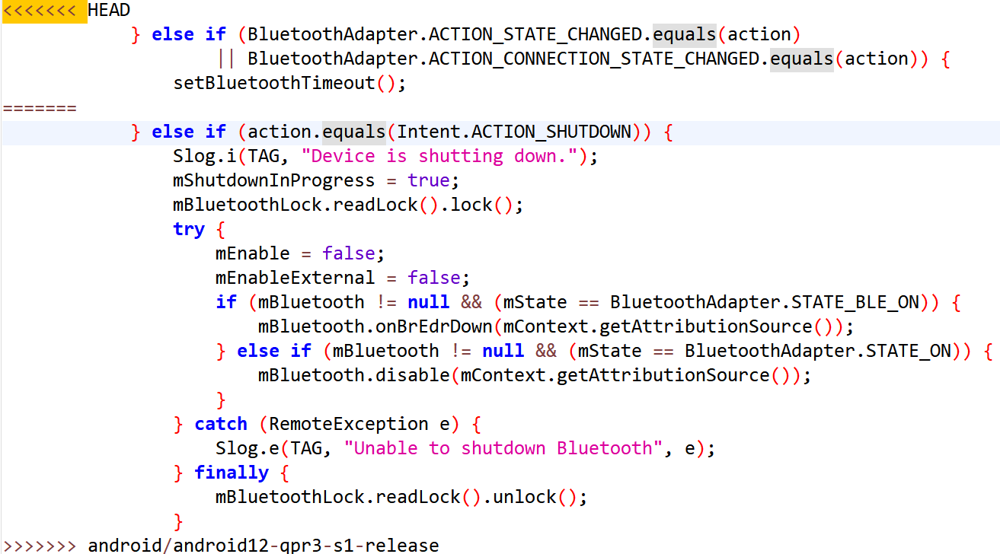 <<<<<<< HEAD
            } else if (BluetoothAdapter.ACTION_STATE_CHANGED.equals(action)
                    || BluetoothAdapter.ACTION_CONNECTION_STATE_CHANGED.equals(action)) {
                setBluetoothTimeout();
=======
            } else if (action.equals(Intent.ACTION_SHUTDOWN)) {
                Slog.i(TAG, "Device is shutting down.");
                mShutdownInProgress = true;
                mBluetoothLock.readLock().lock();
                try {
                    mEnable = false;
                    mEnableExternal = false;
                    if (mBluetooth != null && (mState == BluetoothAdapter.STATE_BLE_ON)) {
                        mBluetooth.onBrEdrDown(mContext.getAttributionSource());
                    } else if (mBluetooth != null && (mState == BluetoothAdapter.STATE_ON)) {
                        mBluetooth.disable(mContext.getAttributionSource());
                    }
                } catch (RemoteException e) {
                    Slog.e(TAG, "Unable to shutdown Bluetooth", e);
                } finally {
                    mBluetoothLock.readLock().unlock();
                }
>>>>>>> android/android12-qpr3-s1-release